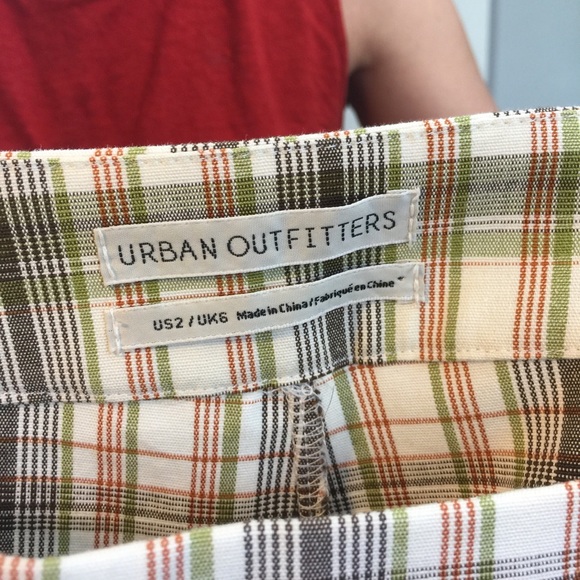 URBAN OUTFITTERS
US2 / UK6 Made in China / Fabriqué en Chine